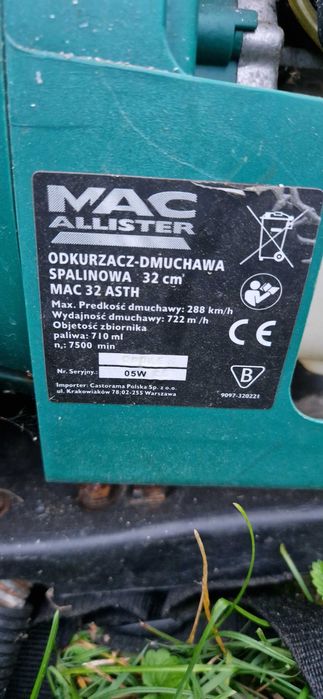 MAC
ALLISTER
ODKURZACZ-DMUCHAWA
SPALINOWA 32 cm³
MAC 32 ASTH
Max. Predkość dmuchawy: 288 km/h
Wydajność dmuchawy: 722 m³/h
Objetość zbiornika
paliwa: 710 ml
n₀: 7500 min⁻¹
CE
B
Nr. Seryjny.:
05W
Importer: Castorama Polska Sp. z o.o.
ul. Krakowiaków 78; 02-255 Warszawa
9097-320221